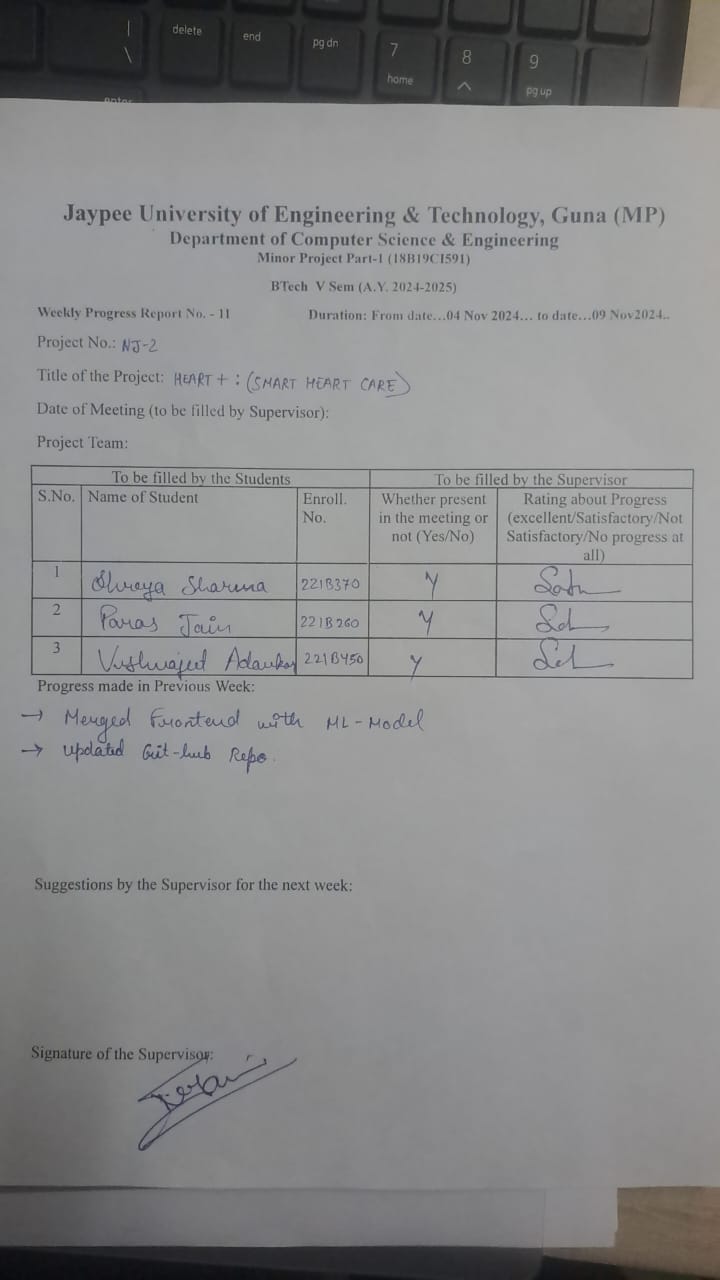 |
\
delete
end
pg dn
7
home
8
^
9
pg up
enter
Jaypee University of Engineering & Technology, Guna (MP)
Department of Computer Science & Engineering
Minor Project Part-1 (18B19CI591)
BTech V Sem (A.Y. 2024-2025)
Weekly Progress Report No. - 11 Duration: From date...04 Nov 2024... to date...09 Nov2024..
Project No.: NJ-2
Title of the Project: HEART + : (SMART HEART CARE)
Date of Meeting (to be filled by Supervisor):
Project Team:
To be filled by the Students To be filled by the Supervisor
S.No. Name of Student Enroll. No. Whether present in the meeting or not (Yes/No) Rating about Progress (excellent/Satisfactory/Not Satisfactory/No progress at all)
1 Shreya Sharma 221B370 Y
2 Paras Jain 221B260 Y
3 221B450 Y
Progress made in Previous Week:
→ Merged Frontend with ML-Model
→ Updated Git-hub Repo.
Suggestions by the Supervisor for the next week:
Signature of the Supervisor: